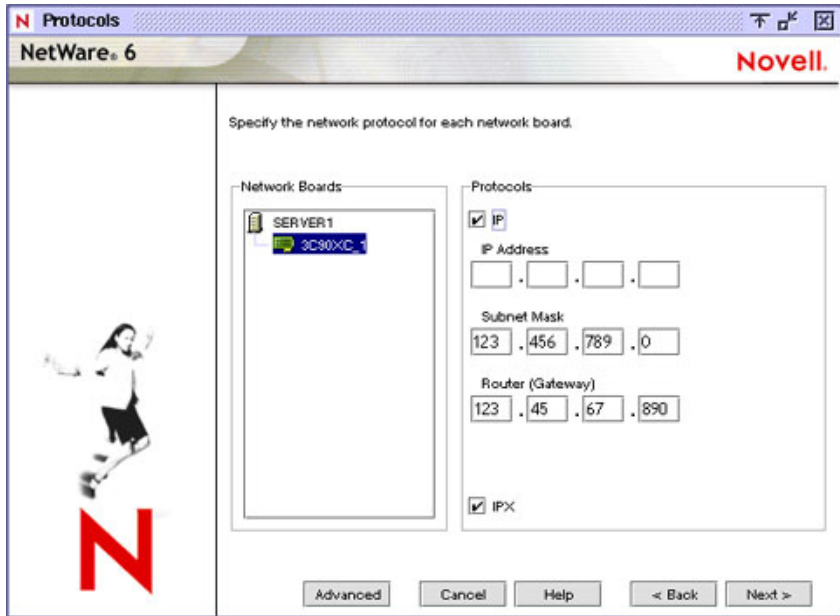 N Protocols
NetWare® 6
Novell.
Specify the network protocol for each network board.
Network Boards
SERVER1
3C90XC_1
Protocols
IP
IP Address
. . .
Subnet Mask
123 . 456 . 789 . 0
Router (Gateway)
123 . 45 . 67 . 890
IPX
N
Advanced Cancel Help < Back Next >